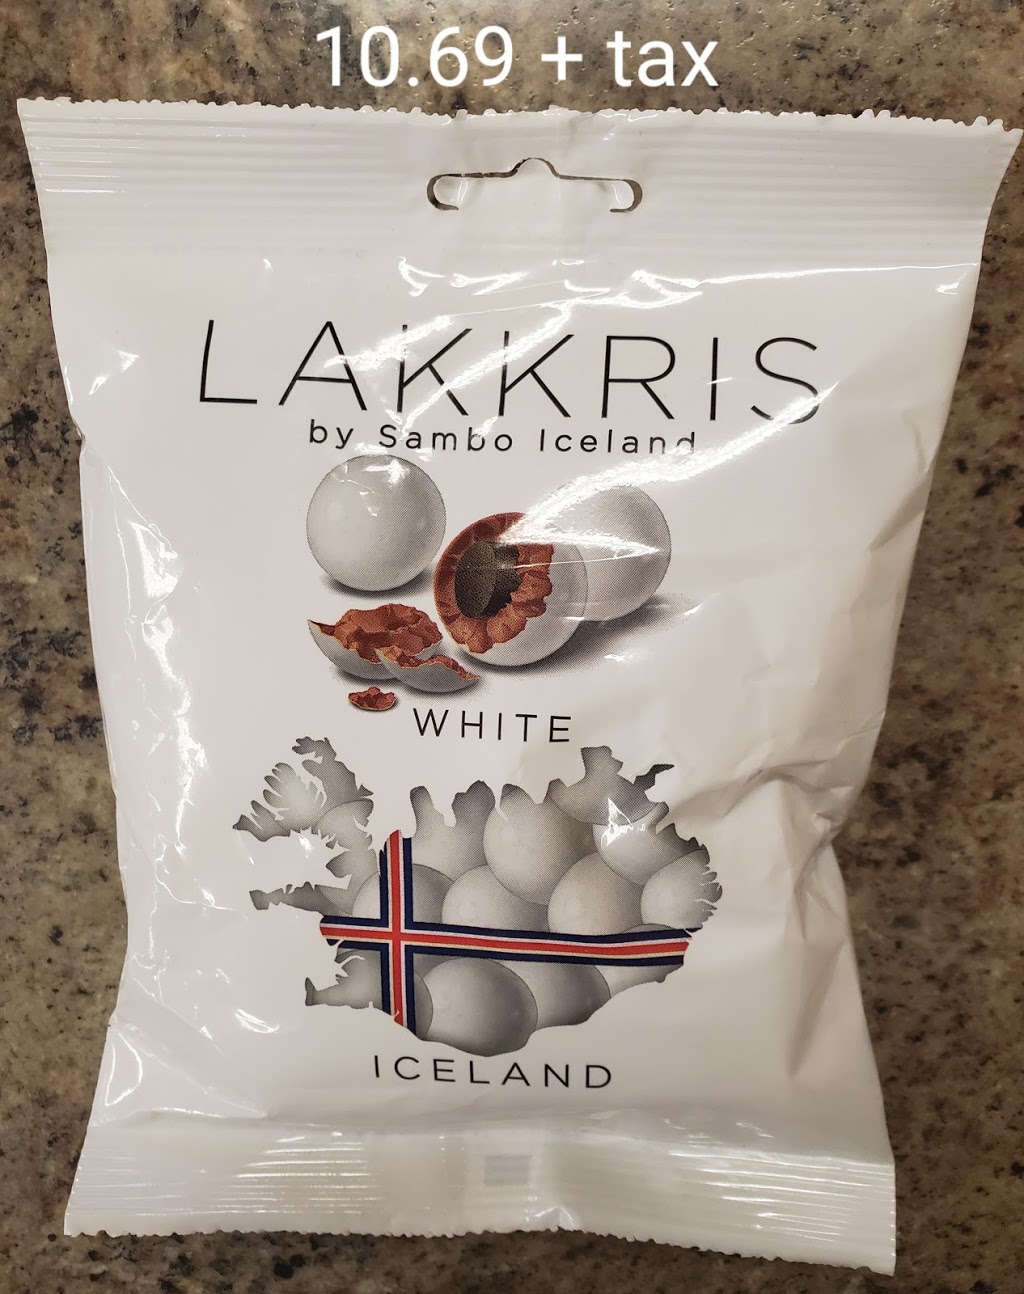 10.69 + tax
LAKKRIS
by Sambo Iceland
WHITE
ICELAND